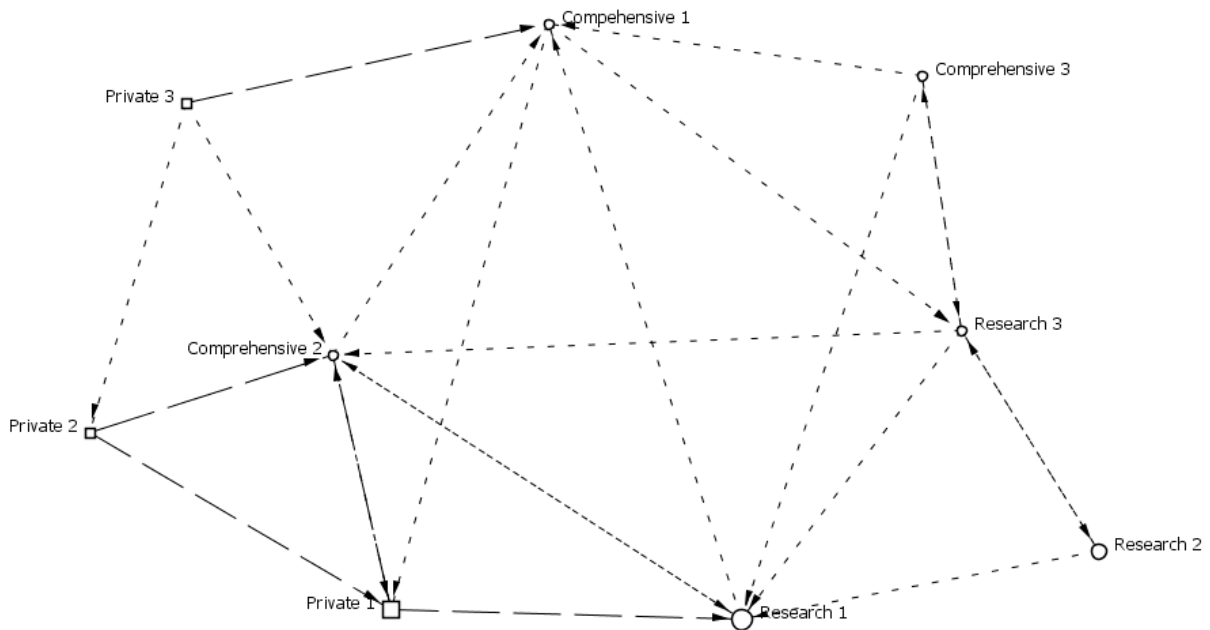 Compehensive 1
Comprehensive 3
Private 3
Research 3
Comprehensive 2
Private 2
Research 2
Private 1
Research 1